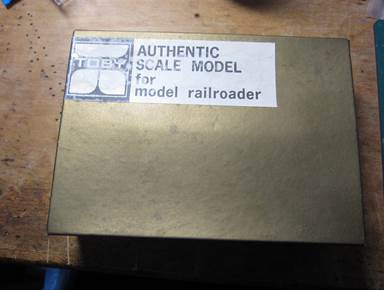 TOBY
AUTHENTIC
SCALE MODEL
for
model railroader